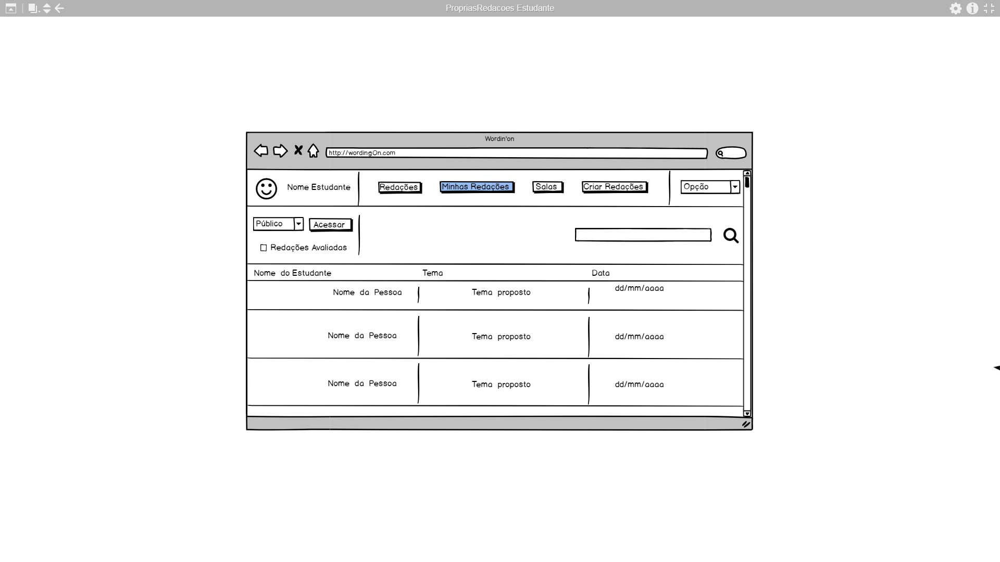 PropriasRedacoes Estudante
Wordin'on
http://wordingOn.com
Nome Estudante
Redações
Minhas Redações
Salas
Criar Redações
Opção
Público
Acessar
Redações Avaliadas
Nome do Estudante
Tema
Data
Nome da Pessoa
Tema proposto
dd/mm/aaaa
Nome da Pessoa
Tema proposto
dd/mm/aaaa
Nome da Pessoa
Tema proposto
dd/mm/aaaa